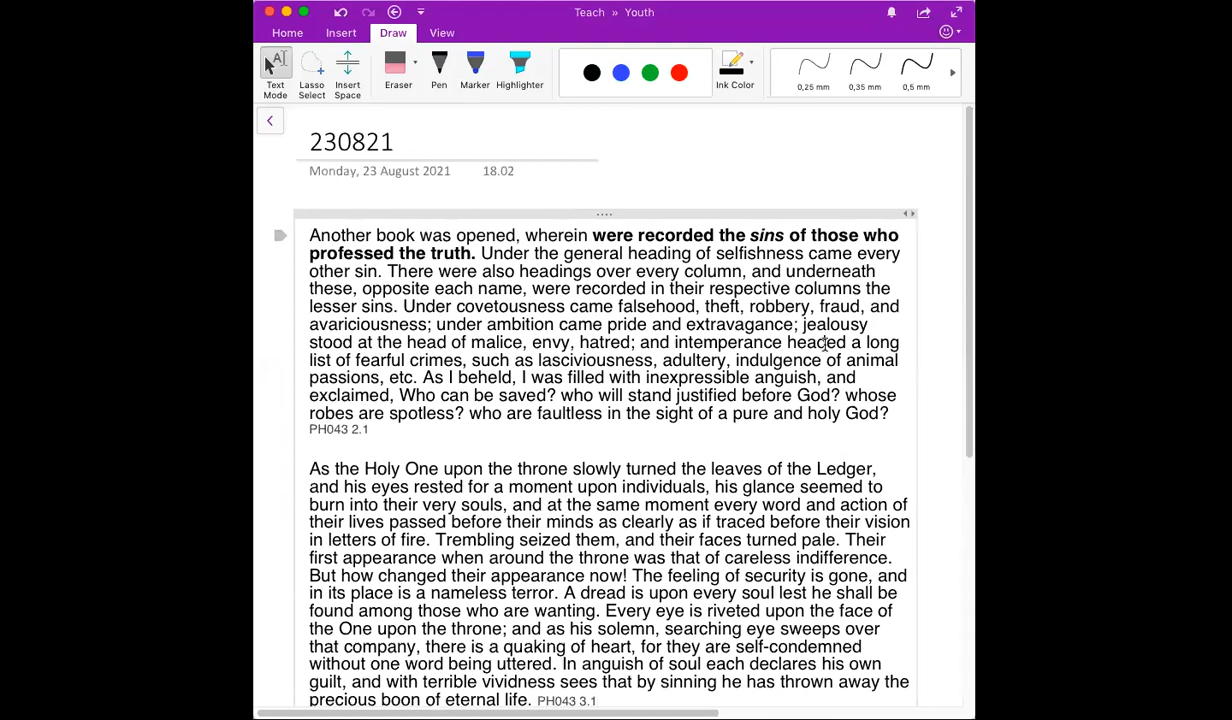 Teach » Youth
Home Insert Draw View
Text Mode
Lasso Select
Insert Space
Eraser
Pen
Marker
Highlighter
Ink Color
0,25 mm
0,35 mm
0,5 mm
230821
Monday, 23 August 2021 18.02
Another book was opened, wherein were recorded the sins of those who
professed the truth. Under the general heading of selfishness came every
other sin. There were also headings over every column, and underneath
these, opposite each name, were recorded in their respective columns the
lesser sins. Under covetousness came falsehood, theft, robbery, fraud, and
avariciousness; under ambition came pride and extravagance; jealousy
stood at the head of malice, envy, hatred; and intemperance headed a long
list of fearful crimes, such as lasciviousness, adultery, indulgence of animal
passions, etc. As I beheld, I was filled with inexpressible anguish, and
exclaimed, Who can be saved? who will stand justified before God? whose
robes are spotless? who are faultless in the sight of a pure and holy God?
PH043 2.1
As the Holy One upon the throne slowly turned the leaves of the Ledger,
and his eyes rested for a moment upon individuals, his glance seemed to
burn into their very souls, and at the same moment every word and action of
their lives passed before their minds as clearly as if traced before their vision
in letters of fire. Trembling seized them, and their faces turned pale. Their
first appearance when around the throne was that of careless indifference.
But how changed their appearance now! The feeling of security is gone, and
in its place is a nameless terror. A dread is upon every soul lest he shall be
found among those who are wanting. Every eye is riveted upon the face of
the One upon the throne; and as his solemn, searching eye sweeps over
that company, there is a quaking of heart, for they are self-condemned
without one word being uttered. In anguish of soul each declares his own
guilt, and with terrible vividness sees that by sinning he has thrown away the
precious boon of eternal life. PH043 3.1